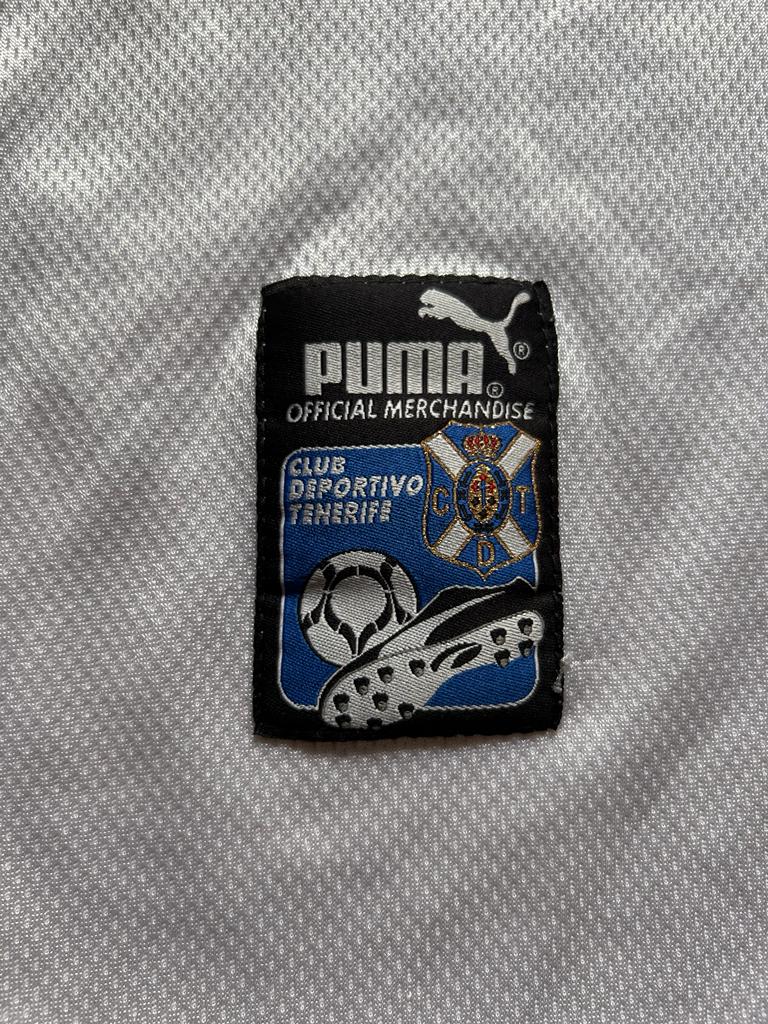 PUMA®
®
OFFICIAL MERCHANDISE
CLUB
DEPORTIVO
TENERIFE
C T
D